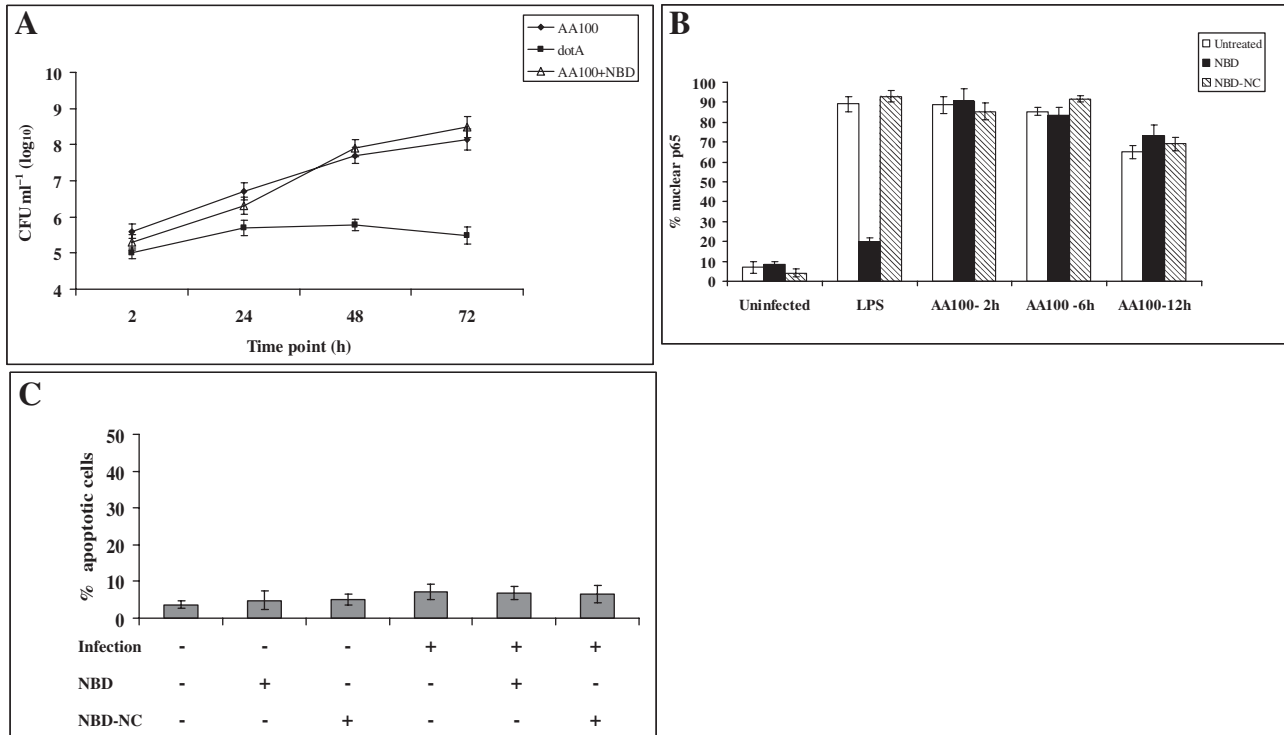 A
AA100
dotA
AA100+NBD
CFU ml⁻¹ (log₁₀)
10
9
8
7
6
5
4
2 24 48 72
Time point (h)
B
Untreated
NBD
NBD-NC
% nuclear p65
100
90
80
70
60
50
40
30
20
10
0
Uninfected LPS AA100- 2h AA100 -6h AA100-12h
C
% apoptotic cells
50
40
30
20
10
0
Infection - - - + + +
NBD - + - - + -
NBD-NC - - + - - +